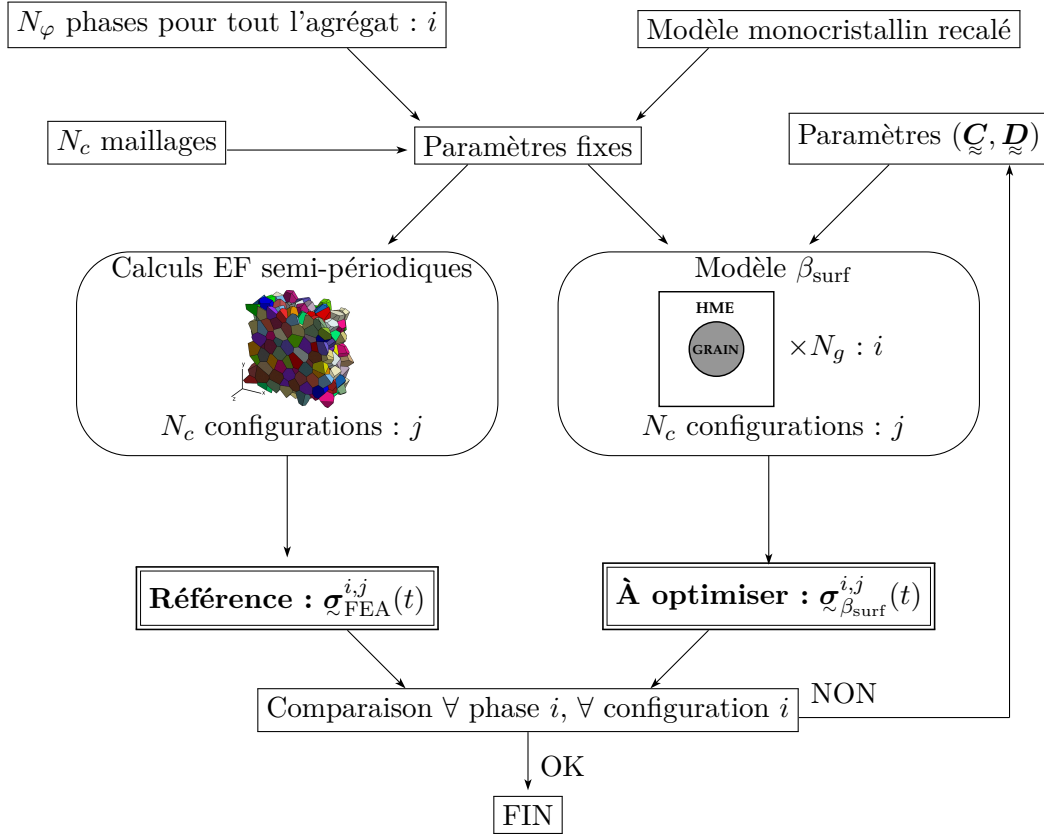 N_φ phases pour tout l'agrégat : i
Modèle monocristallin recalé
N_c maillages
Paramètres fixes
Paramètres (C, D)
Calculs EF semi-périodiques
Modèle β_surf
HME
GRAIN
×N_g : i
y
x
z
N_c configurations : j
N_c configurations : j
Référence : σ^{i,j}_{FEA}(t)
À optimiser : σ^{i,j}_{β_surf}(t)
Comparaison ∀ phase i, ∀ configuration i
NON
OK
FIN